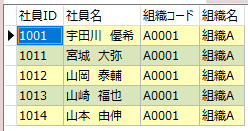 社員ID 社員名 組織コード 組織名
1001 宇田川 優希 A0001 組織A
1011 宮城 大弥 A0001 組織A
1012 山岡 泰輔 A0001 組織A
1013 山崎 福也 A0001 組織A
1014 山本 由伸 A0001 組織A